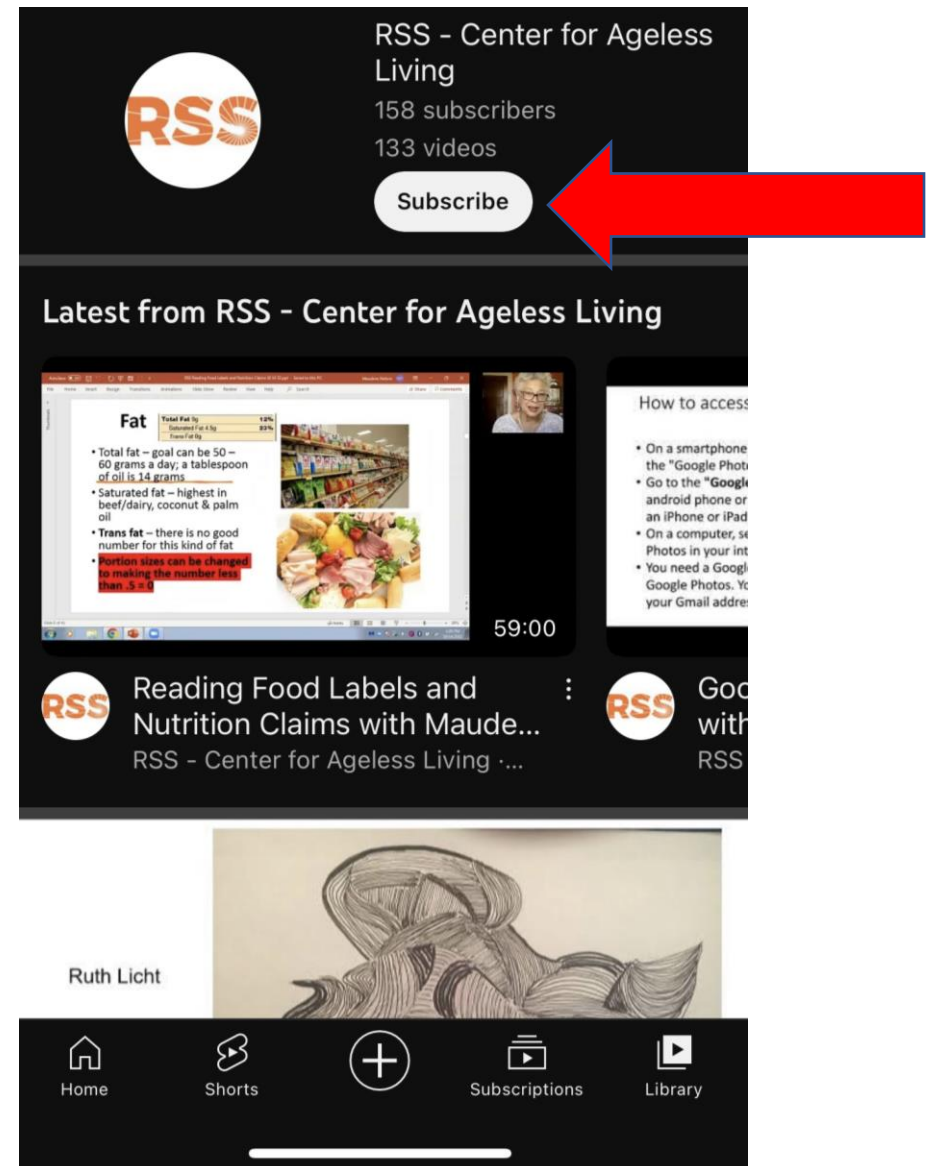 RSS - Center for Ageless
Living
158 subscribers
133 videos
Subscribe
RSS
Latest from RSS - Center for Ageless Living
Fat
Total Fat 9g 12%
Saturated Fat 4.5g 23%
Trans Fat 0g
• Total fat – goal can be 50 –
60 grams a day; a tablespoon
of oil is 14 grams
• Saturated fat – highest in
beef/dairy, coconut & palm
oil
• Trans fat – there is no good
number for this kind of fat
• Portion sizes can be changed
to making the number less
than .5 = 0
59:00
How to access
• On a smartphone
the "Google Phot
• Go to the "Google
android phone or
an iPhone or iPad
• On a computer, se
Photos in your int
• You need a Googl
Google Photos. Yo
your Gmail addre
RSS
Reading Food Labels and
Nutrition Claims with Maude...
RSS - Center for Ageless Living ·...
RSS
Goo
with
RSS
Ruth Licht
Home
Shorts
Subscriptions
Library